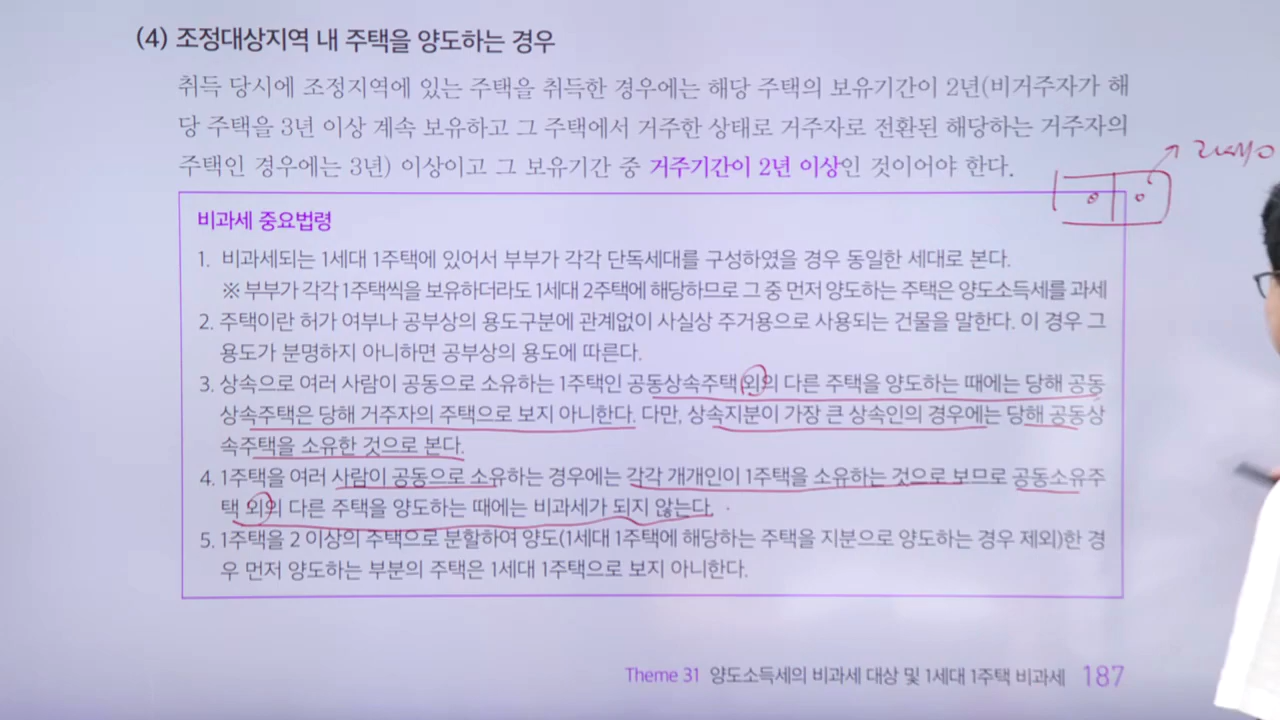 (4) 조정대상지역 내 주택을 양도하는 경우
취득 당시에 조정지역에 있는 주택을 취득한 경우에는 해당 주택의 보유기간이 2년(비거주자가 해
당 주택을 3년 이상 계속 보유하고 그 주택에서 거주한 상태로 거주자로 전환된 해당하는 거주자의
주택인 경우에는 3년) 이상이고 그 보유기간 중 거주기간이 2년 이상인 것이어야 한다.
비과세 중요법령
1. 비과세되는 1세대 1주택에 있어서 부부가 각각 단독세대를 구성하였을 경우 동일한 세대로 본다.
※ 부부가 각각 1주택씩을 보유하더라도 1세대 2주택에 해당하므로 그 중 먼저 양도하는 주택은 양도소득세를 과세
2. 주택이란 허가 여부나 공부상의 용도구분에 관계없이 사실상 주거용으로 사용되는 건물을 말한다. 이 경우 그
용도가 분명하지 아니하면 공부상의 용도에 따른다.
3. 상속으로 여러 사람이 공동으로 소유하는 1주택인 공동상속주택 외의 다른 주택을 양도하는 때에는 당해 공동
상속주택은 당해 거주자의 주택으로 보지 아니한다. 다만, 상속지분이 가장 큰 상속인의 경우에는 당해 공동상
속주택을 소유한 것으로 본다.
4. 1주택을 여러 사람이 공동으로 소유하는 경우에는 각각 개개인이 1주택을 소유하는 것으로 보므로 공동소유주
택 외의 다른 주택을 양도하는 때에는 비과세가 되지 않는다.
5. 1주택을 2 이상의 주택으로 분할하여 양도(1세대 1주택에 해당하는 주택을 지분으로 양도하는 경우 제외)한 경
우 먼저 양도하는 부분의 주택은 1세대 1주택으로 보지 아니한다.
Theme 31 양도소득세의 비과세 대상 및 1세대 1주택 비과세 187